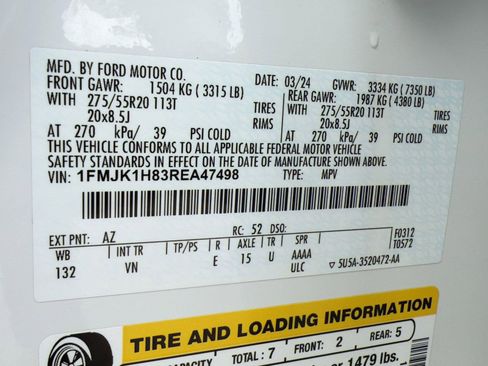 MFD. BY FORD MOTOR CO.
DATE: 03/24 GVWR: 3334 KG ( 7350 LB)
FRONT GAWR: 1504 KG ( 3315 LB) REAR GAWR: 1987 KG ( 4380 LB)
WITH 275/55R20 113T TIRES WITH 275/55R20 113T TIRES
20x8.5J RIMS 20x8.5J RIMS
AT 270 kPa/ 39 PSI COLD AT 270 kPa/ 39 PSI COLD
THIS VEHICLE CONFORMS TO ALL APPLICABLE FEDERAL MOTOR VEHICLE
SAFETY STANDARDS IN EFFECT ON THE DATE OF MANUFACTURE SHOWN ABOVE.
VIN: 1FMJK1H83REA47498 TYPE: MPV
EXT PNT: AZ RC: 52 DSO: F0312
WB INT TR TP/PS R AXLE TR SPR T0572
132 VN E 15 U AAAA
ULC ▽ 5U5A-3520472-AA
TIRE AND LOADING INFORMATION
CAPACITY TOTAL : 7 FRONT: 2 REAR: 5
or 1479 lbs.